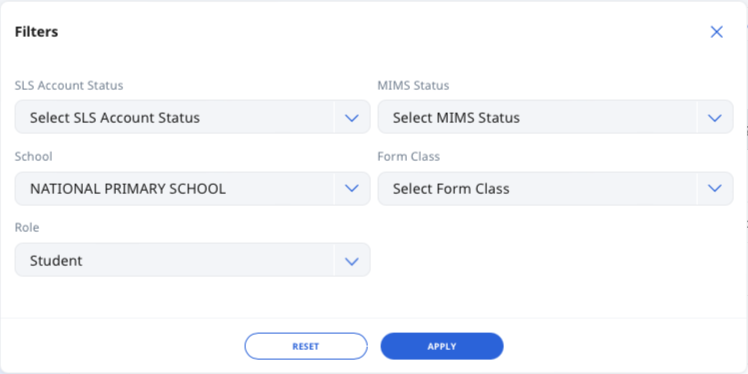 Filters
SLS Account Status
MIMS Status
Select SLS Account Status
Select MIMS Status
School
Form Class
NATIONAL PRIMARY SCHOOL
Select Form Class
Role
Student
RESET
APPLY